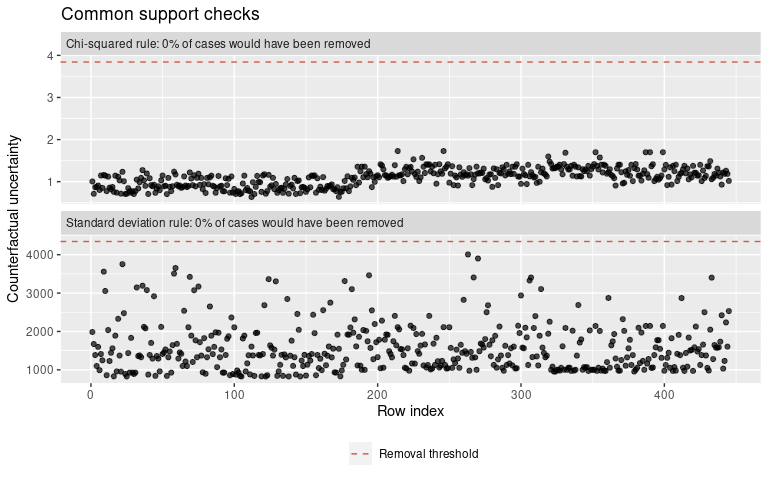 Common support checks
Chi-squared rule: 0% of cases would have been removed
4
3
2
1
Counterfactual uncertainty
Standard deviation rule: 0% of cases would have been removed
4000
3000
2000
1000
0 100 200 300 400
Row index
Removal threshold